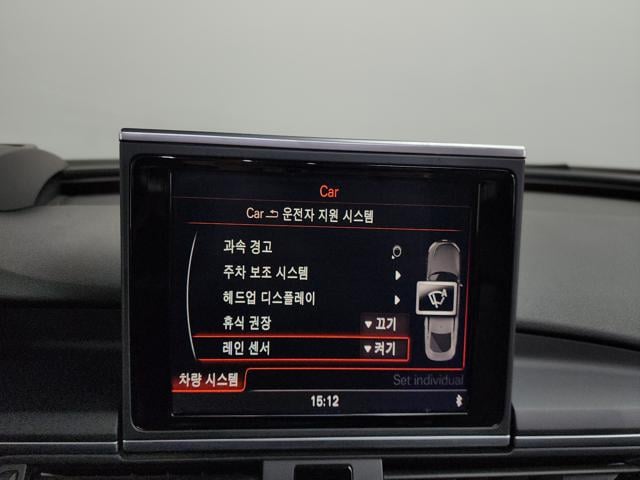 Car
Car 운전자 지원 시스템
과속 경고
주차 보조 시스템
헤드업 디스플레이
휴식 권장 ▼ 끄기
레인 센서 ▼ 켜기
차량 시스템 Set individual
15:12